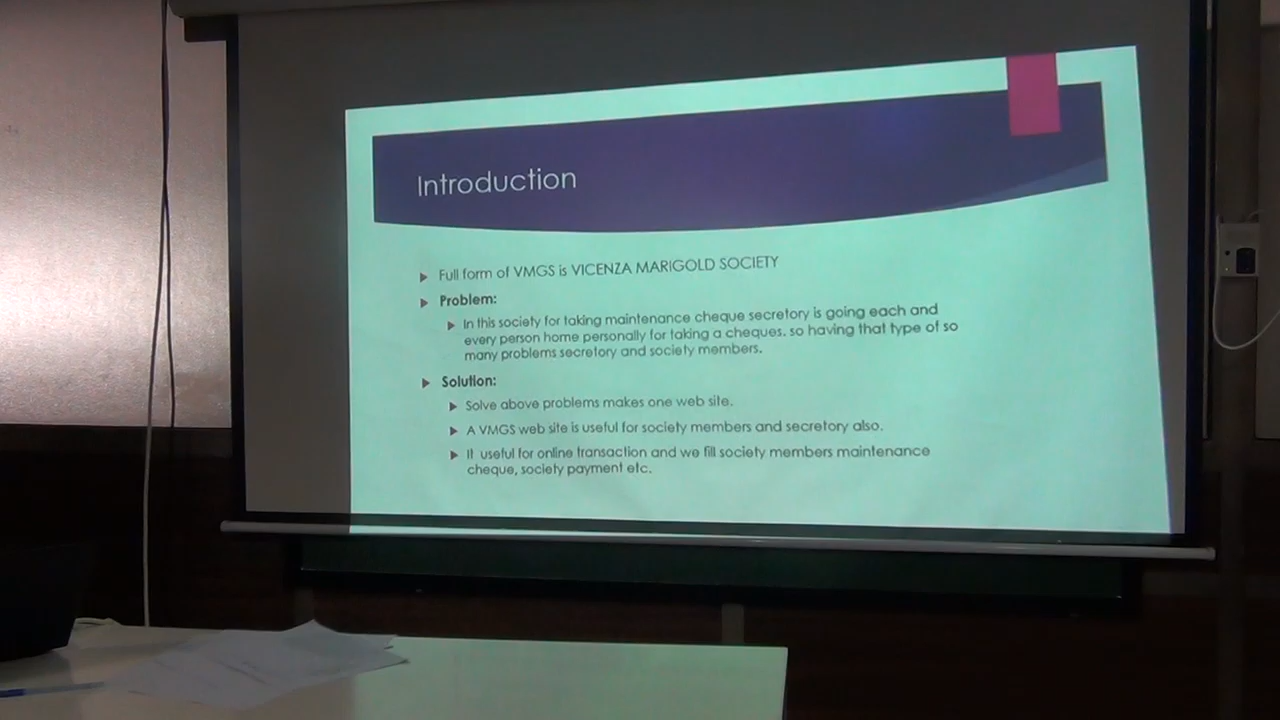 Introduction
Full form of VMGS is VICENZA MARIGOLD SOCIETY
Problem:
In this society for taking maintenance cheque secretory is going each and
every person home personally for taking a cheques. so having that type of so
many problems secretory and society members.
Solution:
Solve above problems makes one web site.
A VMGS web site is useful for society members and secretory also.
It useful for online transaction and we fill society members maintenance
cheque, society payment etc.